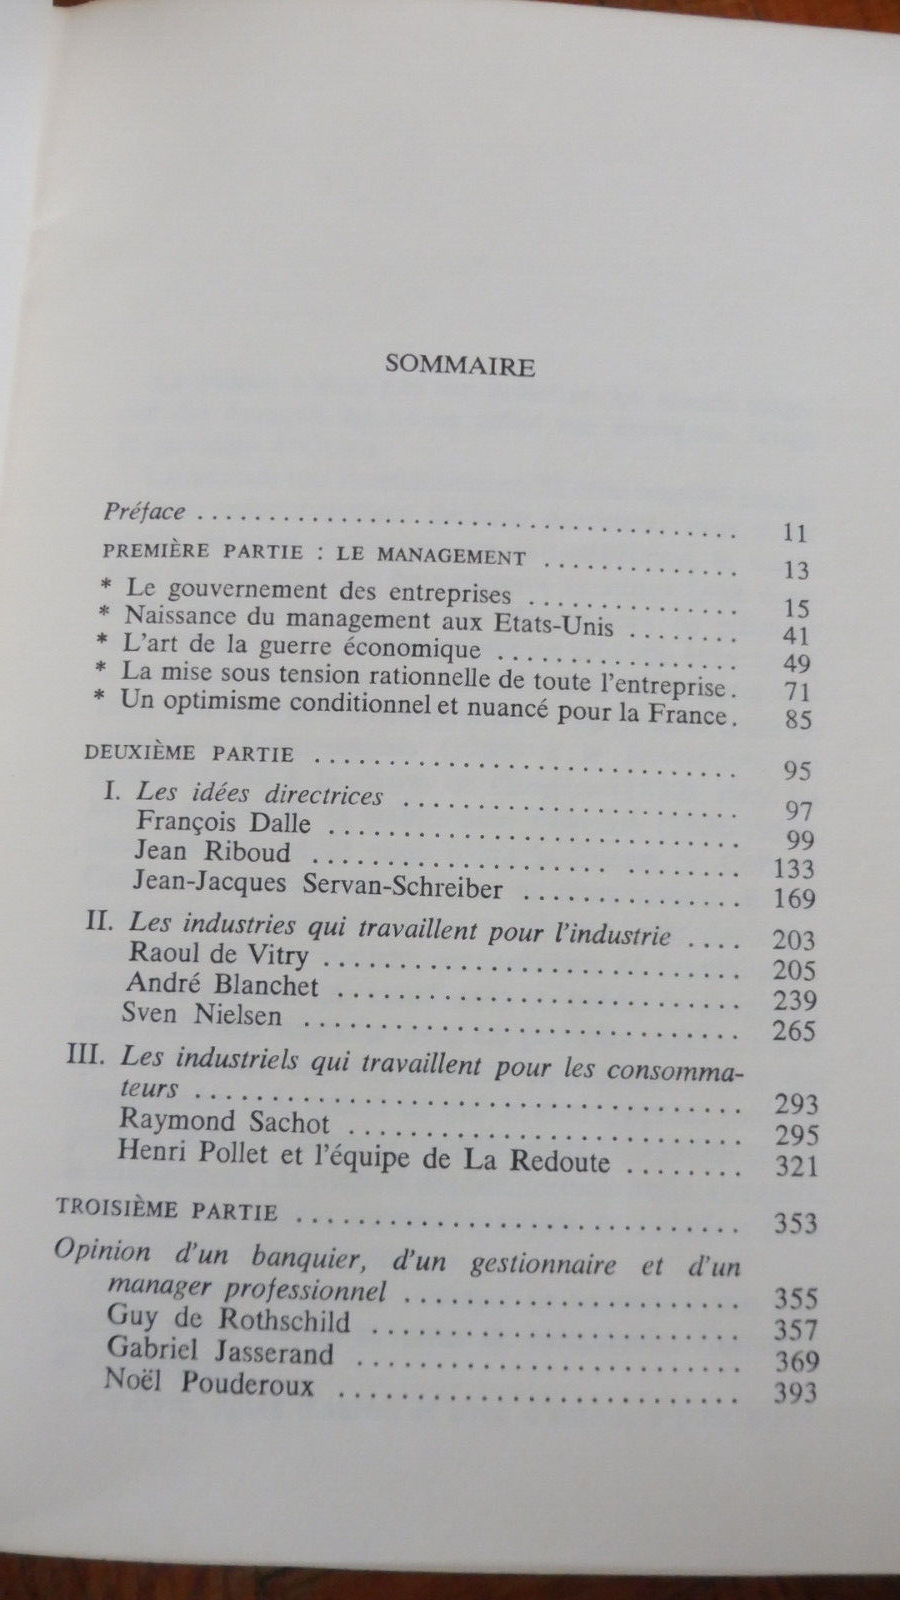 SOMMAIRE
Préface ........................................ 11
PREMIÈRE PARTIE : LE MANAGEMENT .............. 13
* Le gouvernement des entreprises ............... 15
* Naissance du management aux Etats-Unis ........ 41
* L'art de la guerre économique ................. 49
* La mise sous tension rationnelle de toute l'entreprise. 71
* Un optimisme conditionnel et nuancé pour la France. 85
DEUXIÈME PARTIE .............................. 95
I. Les idées directrices ........................ 97
François Dalle ............................. 99
Jean Riboud ............................. 133
Jean-Jacques Servan-Schreiber ............... 169
II. Les industries qui travaillent pour l'industrie .... 203
Raoul de Vitry ............................. 205
André Blanchet ............................ 239
Sven Nielsen .............................. 265
III. Les industriels qui travaillent pour les consomma-
teurs ...................................... 293
Raymond Sachot ............................ 295
Henri Pollet et l'équipe de La Redoute ........ 321
TROISIÈME PARTIE .............................. 353
Opinion d'un banquier, d'un gestionnaire et d'un
manager professionnel ........................ 355
Guy de Rothschild .......................... 357
Gabriel Jasserand ........................... 369
Noël Pouderoux ............................ 393